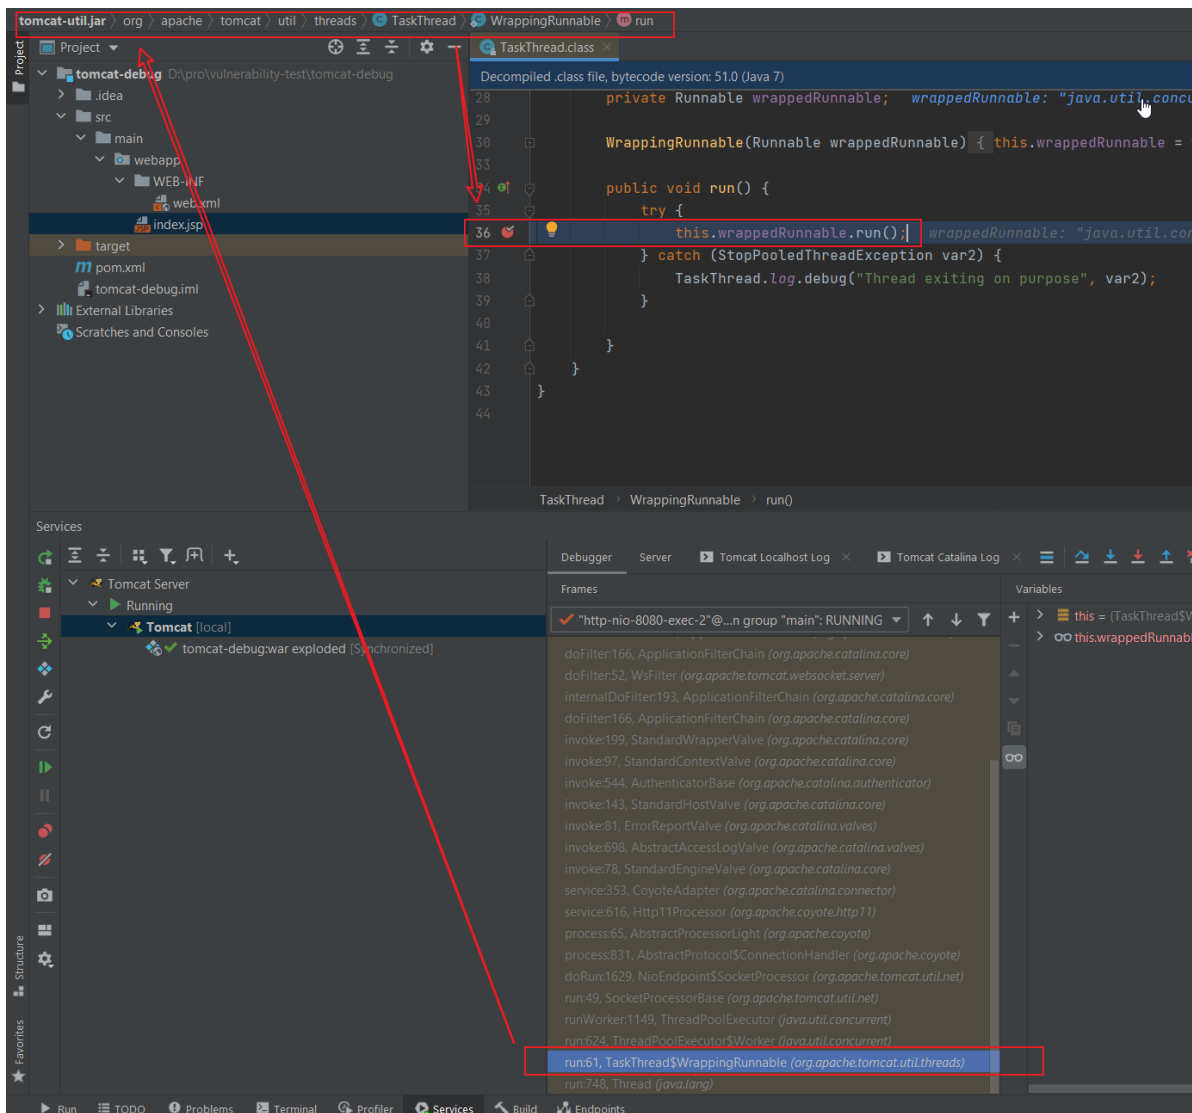 tomcat-util.jar org apache tomcat util threads TaskThread WrappingRunnable run
Project
Project
TaskThread.class
tomcat-debug D:\pro\vulnerability-test\tomcat-debug
.idea
src
main
webapp
WEB-INF
web.xml
index.jsp
target
pom.xml
tomcat-debug.iml
External Libraries
Scratches and Consoles
Decompiled .class file, bytecode version: 51.0 (Java 7)
28 private Runnable wrappedRunnable; wrappedRunnable: "java.util.concu
29
30 WrappingRunnable(Runnable wrappedRunnable) { this.wrappedRunnable =
33
34 public void run() {
35 try {
36 this.wrappedRunnable.run(); wrappedRunnable: "java.util.con
37 } catch (StopPooledThreadException var2) {
38 TaskThread.log.debug("Thread exiting on purpose", var2);
39 }
40
41 }
42 }
43 }
44
TaskThread WrappingRunnable run()
Services
Tomcat Server
Running
Tomcat [local]
tomcat-debug:war exploded [Synchronized]
Debugger Server Tomcat Localhost Log Tomcat Catalina Log
Frames
Variables
"http-nio-8080-exec-2"@...n group "main": RUNNING
this = {TaskThread$W
this.wrappedRunnabl
doFilter:166, ApplicationFilterChain (org.apache.catalina.core)
doFilter:52, WsFilter (org.apache.tomcat.websocket.server)
internalDoFilter:193, ApplicationFilterChain (org.apache.catalina.core)
doFilter:166, ApplicationFilterChain (org.apache.catalina.core)
invoke:199, StandardWrapperValve (org.apache.catalina.core)
invoke:97, StandardContextValve (org.apache.catalina.core)
invoke:544, AuthenticatorBase (org.apache.catalina.authenticator)
invoke:143, StandardHostValve (org.apache.catalina.core)
invoke:81, ErrorReportValve (org.apache.catalina.valves)
invoke:698, AbstractAccessLogValve (org.apache.catalina.valves)
invoke:78, StandardEngineValve (org.apache.catalina.core)
service:353, CoyoteAdapter (org.apache.catalina.connector)
service:616, Http11Processor (org.apache.coyote.http11)
process:65, AbstractProcessorLight (org.apache.coyote)
process:831, AbstractProtocol$ConnectionHandler (org.apache.coyote)
doRun:1629, NioEndpoint$SocketProcessor (org.apache.tomcat.util.net)
run:49, SocketProcessorBase (org.apache.tomcat.util.net)
runWorker:1149, ThreadPoolExecutor (java.util.concurrent)
run:624, ThreadPoolExecutor$Worker (java.util.concurrent)
run:61, TaskThread$WrappingRunnable (org.apache.tomcat.util.threads)
run:748, Thread (java.lang)
Structure
Favorites
Run TODO Problems Terminal Profiler Services Build Endpoints